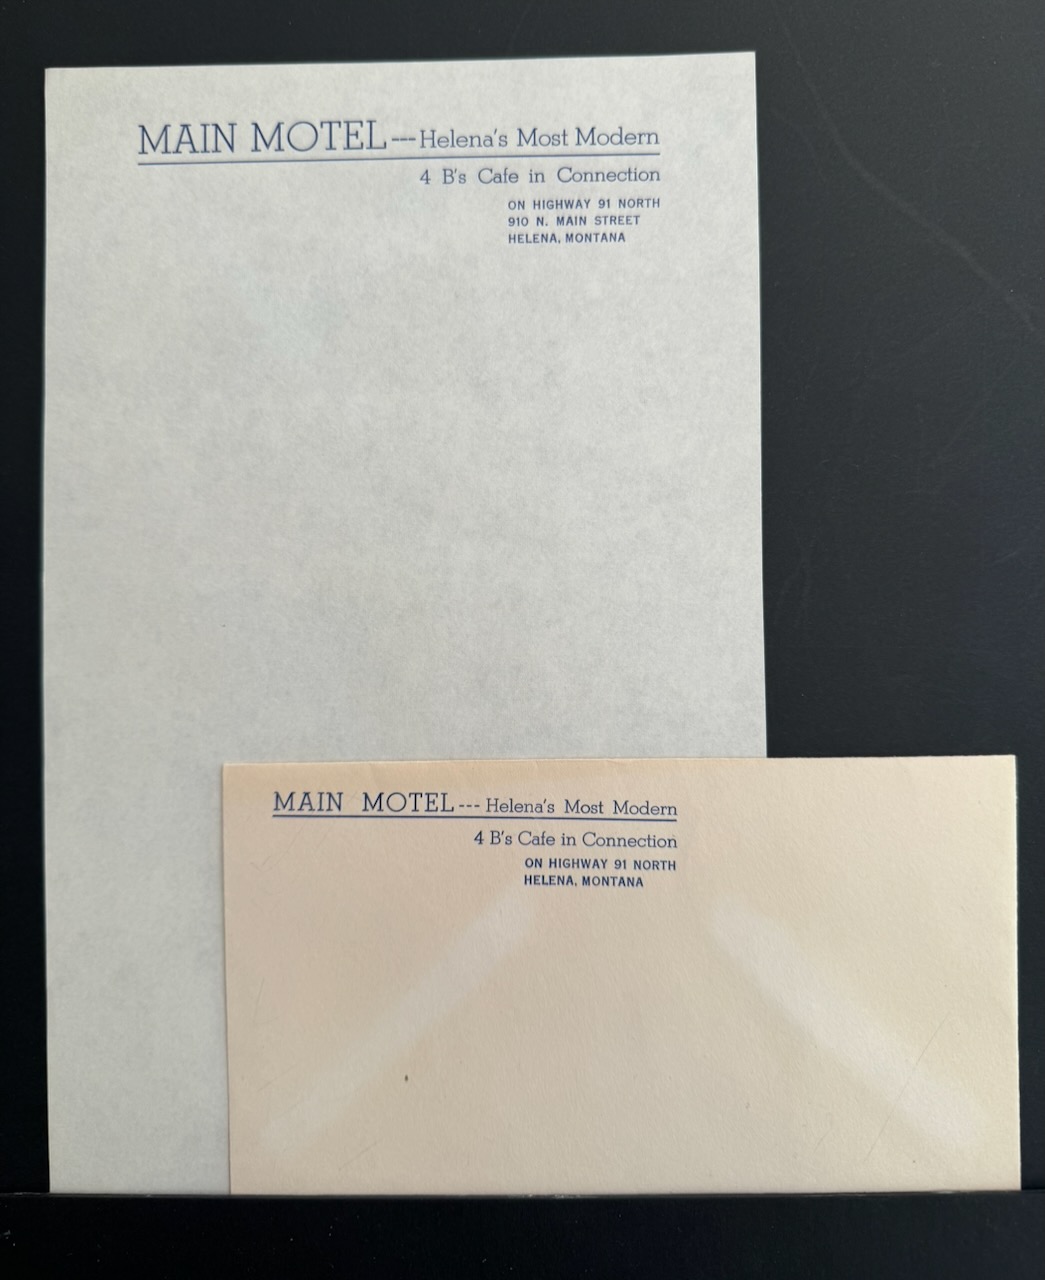 MAIN MOTEL---Helena's Most Modern
4 B's Cafe in Connection
ON HIGHWAY 91 NORTH
910 N. MAIN STREET
HELENA, MONTANA
MAIN MOTEL--- Helena's Most Modern
4 B's Cafe in Connection
ON HIGHWAY 91 NORTH
HELENA, MONTANA